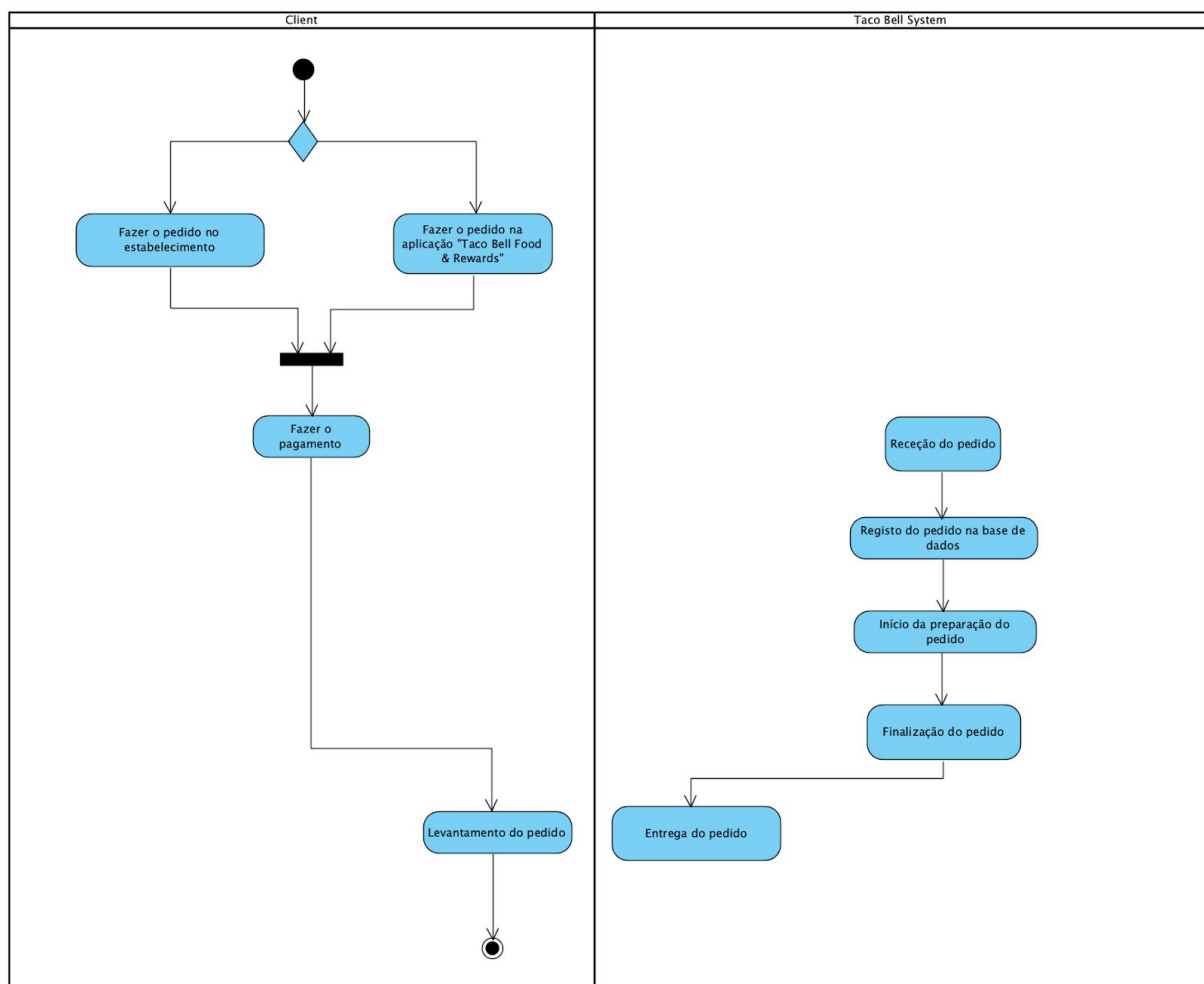 Client
Taco Bell System
Fazer o pedido no
estabelecimento
Fazer o pedido na
aplicação "Taco Bell Food
& Rewards"
Fazer o
pagamento
Receção do pedido
Registo do pedido na base de
dados
Início da preparação do
pedido
Finalização do pedido
Levantamento do pedido
Entrega do pedido